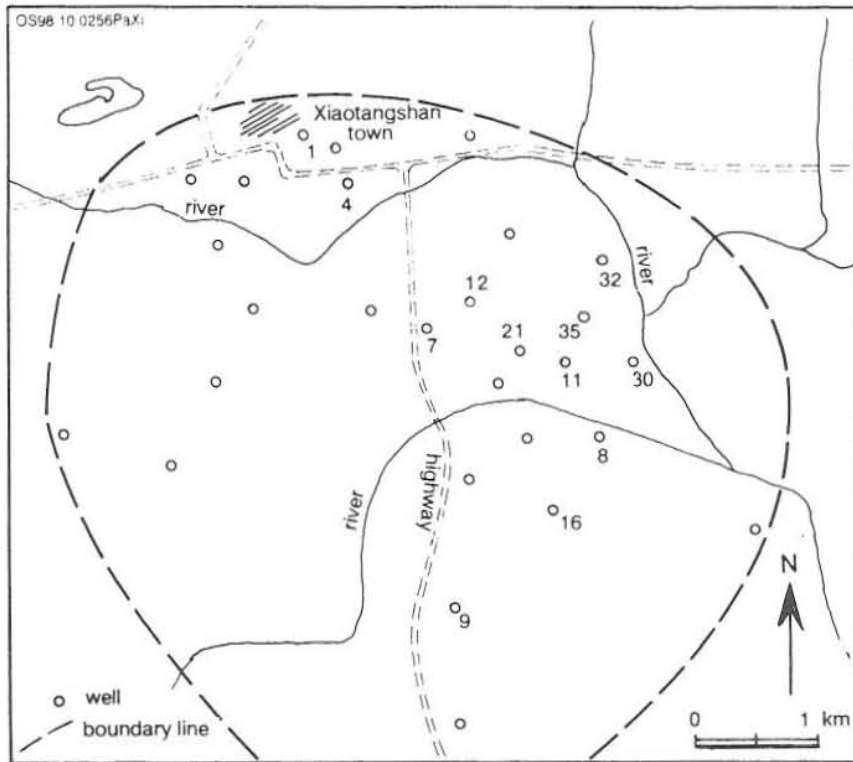 OS98 10 0256PaXi
Xiaotangshan
town
1
4
river
river
32
12
35
7
21
11
30
8
river
highway
16
9
N
well
boundary line
0 1 km